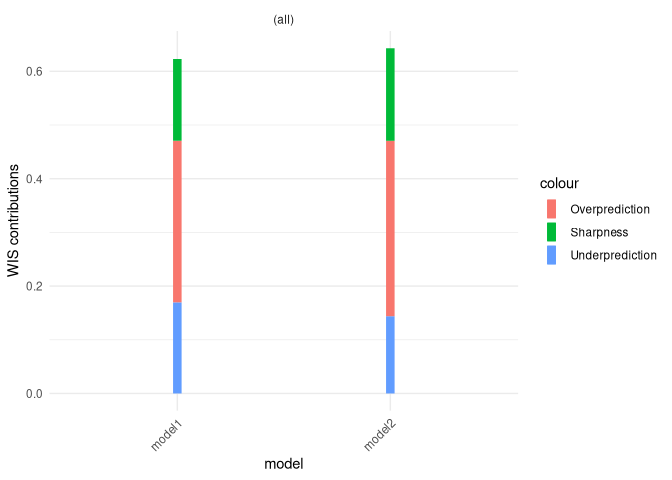 (all)
WIS contributions
0.6
0.4
0.2
0.0
model1
model2
model
colour
Overprediction
Sharpness
Underprediction